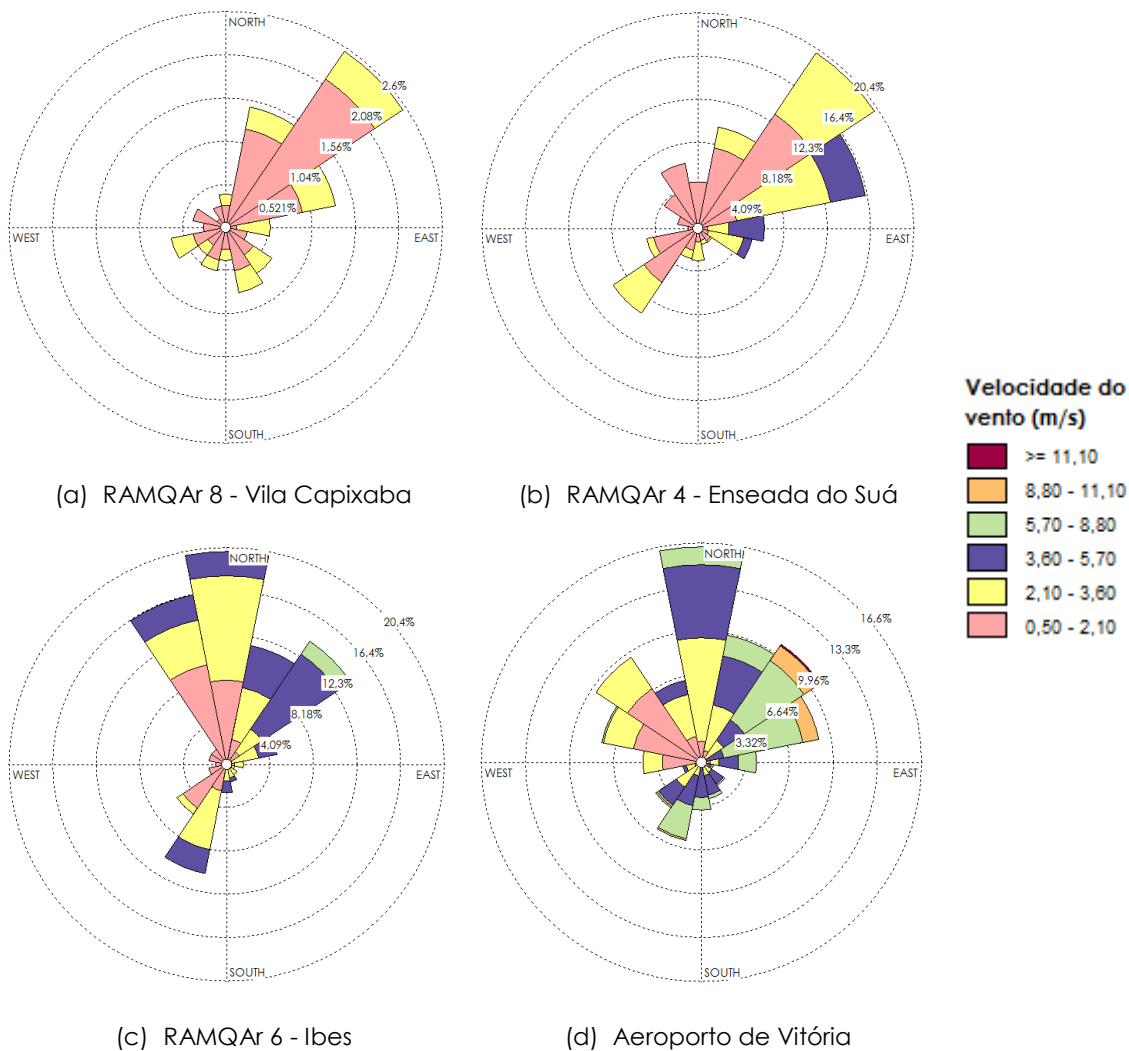 NORTH
2,6%
2,08%
1,56%
1,04%
0,521%
WEST
EAST
SOUTH
(a) RAMQAr 8 - Vila Capixaba
NORTH
20,4%
16,4%
12,3%
8,18%
4,09%
WEST
EAST
SOUTH
(b) RAMQAr 4 - Enseada do Suá
Velocidade do
vento (m/s)
>= 11,10
8,80 - 11,10
5,70 - 8,80
3,60 - 5,70
2,10 - 3,60
0,50 - 2,10
NORTH
20,4%
16,4%
12,3%
8,18%
4,09%
WEST
EAST
SOUTH
(c) RAMQAr 6 - Ibes
NORTH
16,6%
13,3%
9,96%
6,64%
3,32%
WEST
EAST
SOUTH
(d) Aeroporto de Vitória